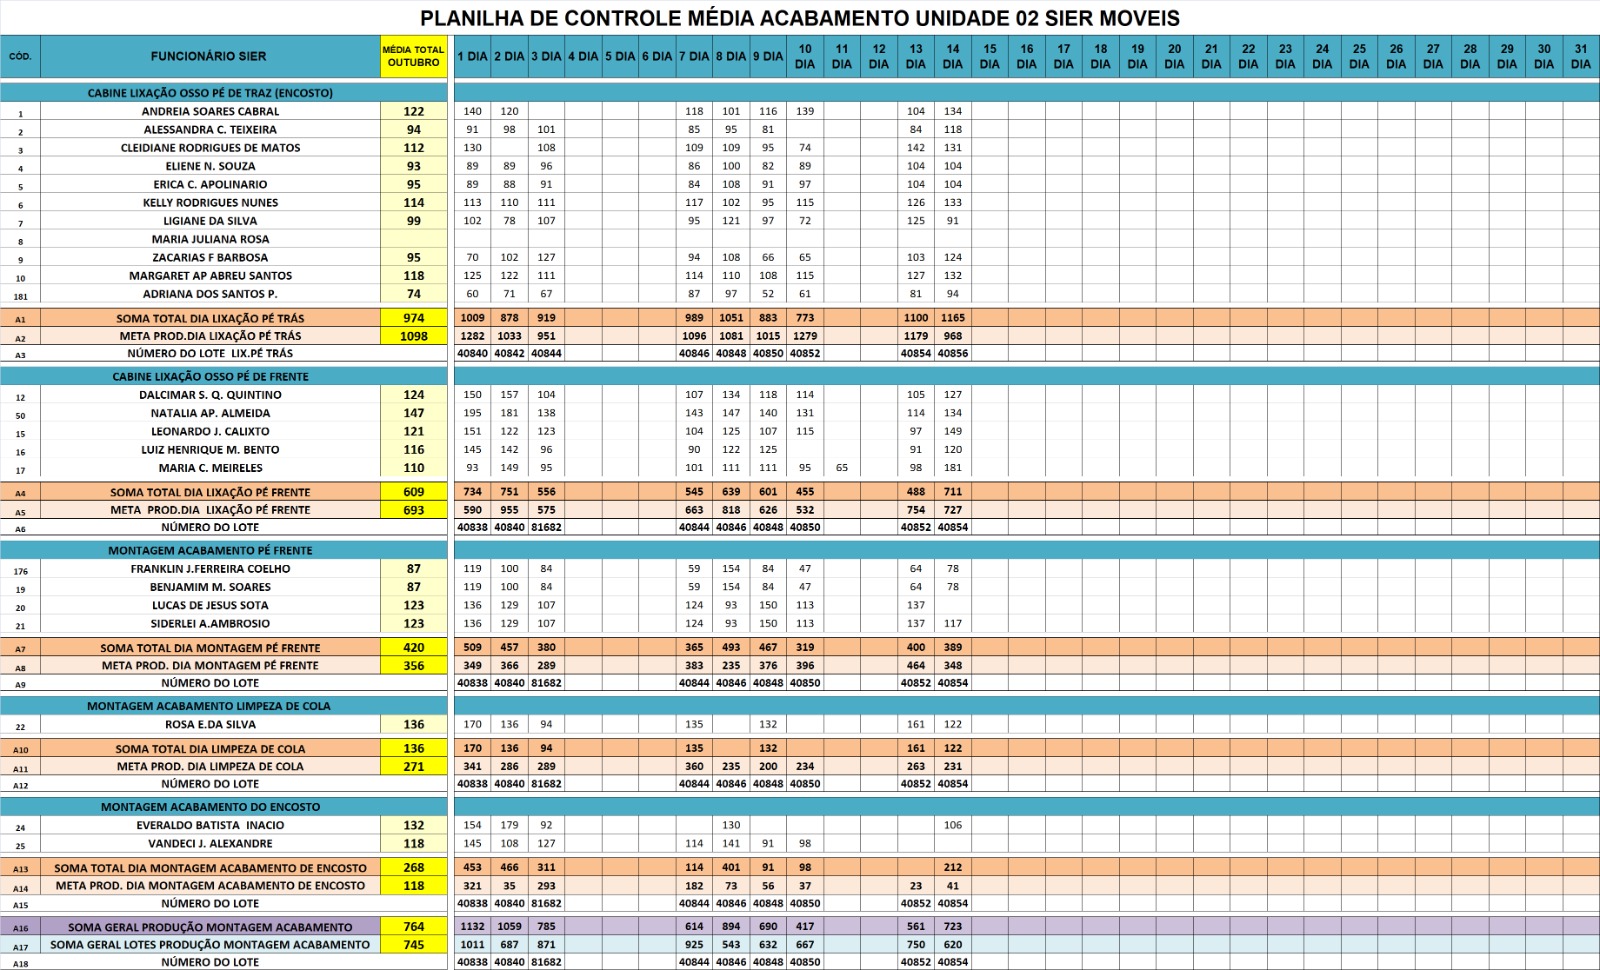 PLANILHA DE CONTROLE MÉDIA ACABAMENTO UNIDADE 02 SIER MOVEIS
CÓD. FUNCIONÁRIO SIER MÉDIA TOTAL OUTUBRO 1 DIA 2 DIA 3 DIA 4 DIA 5 DIA 6 DIA 7 DIA 8 DIA 9 DIA 10 DIA 11 DIA 12 DIA 13 DIA 14 DIA 15 DIA 16 DIA 17 DIA 18 DIA 19 DIA 20 DIA 21 DIA 22 DIA 23 DIA 24 DIA 25 DIA 26 DIA 27 DIA 28 DIA 29 DIA 30 DIA 31 DIA
CABINE LIXAÇÃO OSSO PÉ DE TRAZ (ENCOSTO)
1 ANDREIA SOARES CABRAL 122 140 120 118 101 116 139 104 134
2 ALESSANDRA C. TEIXEIRA 94 91 98 101 85 95 81 84 118
3 CLEIDIANE RODRIGUES DE MATOS 112 130 108 109 109 95 74 142 131
4 ELIENE N. SOUZA 93 89 89 96 86 100 82 89 104 104
5 ERICA C. APOLINARIO 95 89 88 91 84 108 91 97 104 104
6 KELLY RODRIGUES NUNES 114 113 110 111 117 102 95 115 126 133
7 LIGIANE DA SILVA 99 102 78 107 95 121 97 72 125 91
8 MARIA JULIANA ROSA
9 ZACARIAS F BARBOSA 95 70 102 127 94 108 66 65 103 124
10 MARGARET AP ABREU SANTOS 118 125 122 111 114 110 108 115 127 132
181 ADRIANA DOS SANTOS P. 74 60 71 67 87 97 52 61 81 94
A1 SOMA TOTAL DIA LIXAÇÃO PÉ TRÁS 974 1009 878 919 989 1051 883 773 1100 1165
A2 META PROD.DIA LIXAÇÃO PÉ TRÁS 1098 1282 1033 951 1096 1081 1015 1279 1179 968
A3 NÚMERO DO LOTE LIX.PÉ TRÁS 40840 40842 40844 40846 40848 40850 40852 40854 40856
CABINE LIXAÇÃO OSSO PÉ DE FRENTE
12 DALCIMAR S. Q. QUINTINO 124 150 157 104 107 134 118 114 105 127
50 NATALIA AP. ALMEIDA 147 195 181 138 143 147 140 131 114 134
15 LEONARDO J. CALIXTO 121 151 122 123 104 125 107 115 97 149
16 LUIZ HENRIQUE M. BENTO 116 145 142 96 90 122 125 91 120
17 MARIA C. MEIRELES 110 93 149 95 101 111 111 95 65 98 181
A4 SOMA TOTAL DIA LIXAÇÃO PÉ FRENTE 609 734 751 556 545 639 601 455 488 711
A5 META PROD.DIA LIXAÇÃO PÉ FRENTE 693 590 955 575 663 818 626 532 754 727
A6 NÚMERO DO LOTE 40838 40840 81682 40844 40846 40848 40850 40852 40854
MONTAGEM ACABAMENTO PÉ FRENTE
176 FRANKLIN J.FERREIRA COELHO 87 119 100 84 59 154 84 47 64 78
19 BENJAMIM M. SOARES 87 119 100 84 59 154 84 47 64 78
20 LUCAS DE JESUS SOTA 123 136 129 107 124 93 150 113 137
21 SIDERLEI A.AMBROSIO 123 136 129 107 124 93 150 113 137 117
A7 SOMA TOTAL DIA MONTAGEM PÉ FRENTE 420 509 457 380 365 493 467 319 400 389
A8 META PROD. DIA MONTAGEM PÉ FRENTE 356 349 366 289 383 235 376 396 464 348
A9 NÚMERO DO LOTE 40838 40840 81682 40844 40846 40848 40850 40852 40854
MONTAGEM ACABAMENTO LIMPEZA DE COLA
22 ROSA E.DA SILVA 136 170 136 94 135 132 161 122
A10 SOMA TOTAL DIA LIMPEZA DE COLA 136 170 136 94 135 132 161 122
A11 META PROD. DIA LIMPEZA DE COLA 271 341 286 289 360 235 200 234 263 231
A12 NÚMERO DO LOTE 40838 40840 81682 40844 40846 40848 40850 40852 40854
MONTAGEM ACABAMENTO DO ENCOSTO
24 EVERALDO BATISTA INACIO 132 154 179 92 130 106
25 VANDECI J. ALEXANDRE 118 145 108 127 114 141 91 98
A13 SOMA TOTAL DIA MONTAGEM ACABAMENTO DE ENCOSTO 268 453 466 311 114 401 91 98 212
A14 META PROD. DIA MONTAGEM ACABAMENTO DE ENCOSTO 118 321 35 293 182 73 56 37 23 41
A15 NÚMERO DO LOTE 40838 40840 81682 40844 40846 40848 40850 40852 40854
A16 SOMA GERAL PRODUÇÃO MONTAGEM ACABAMENTO 764 1132 1059 785 614 894 690 417 561 723
A17 SOMA GERAL LOTES PRODUÇÃO MONTAGEM ACABAMENTO 745 1011 687 871 925 543 632 667 750 620
A18 NÚMERO DO LOTE 40838 40840 81682 40844 40846 40848 40850 40852 40854